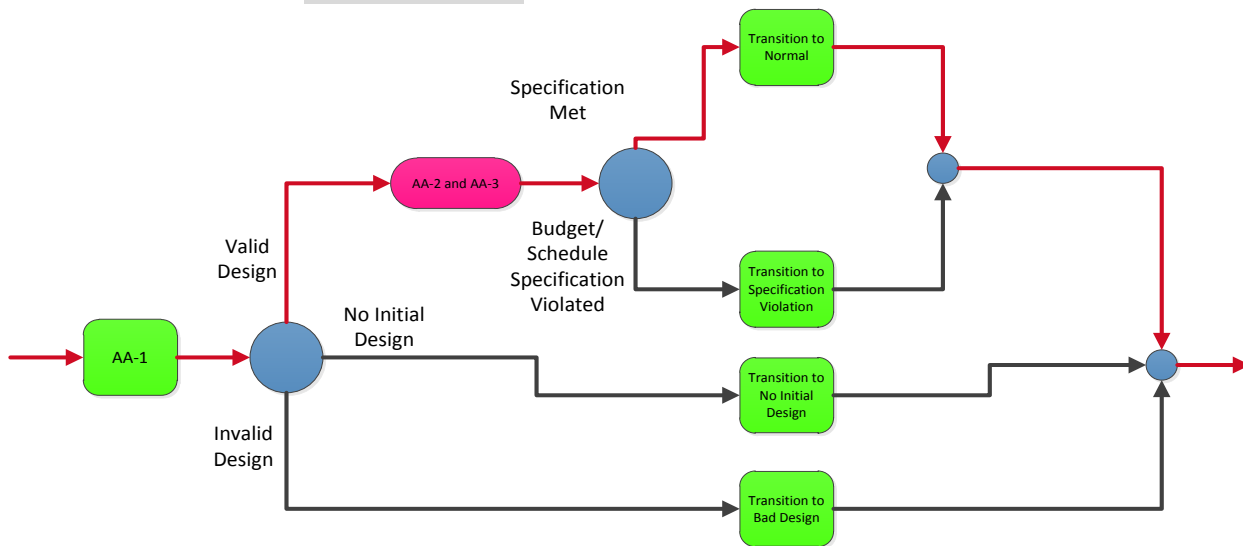 Transition to
Normal
Specification
Met
AA-2 and AA-3
Budget/
Schedule
Specification
Violated
Valid
Design
Transition to
Specification
Violation
No Initial
Design
AA-1
Transition to
No Initial
Design
Invalid
Design
Transition to
Bad Design